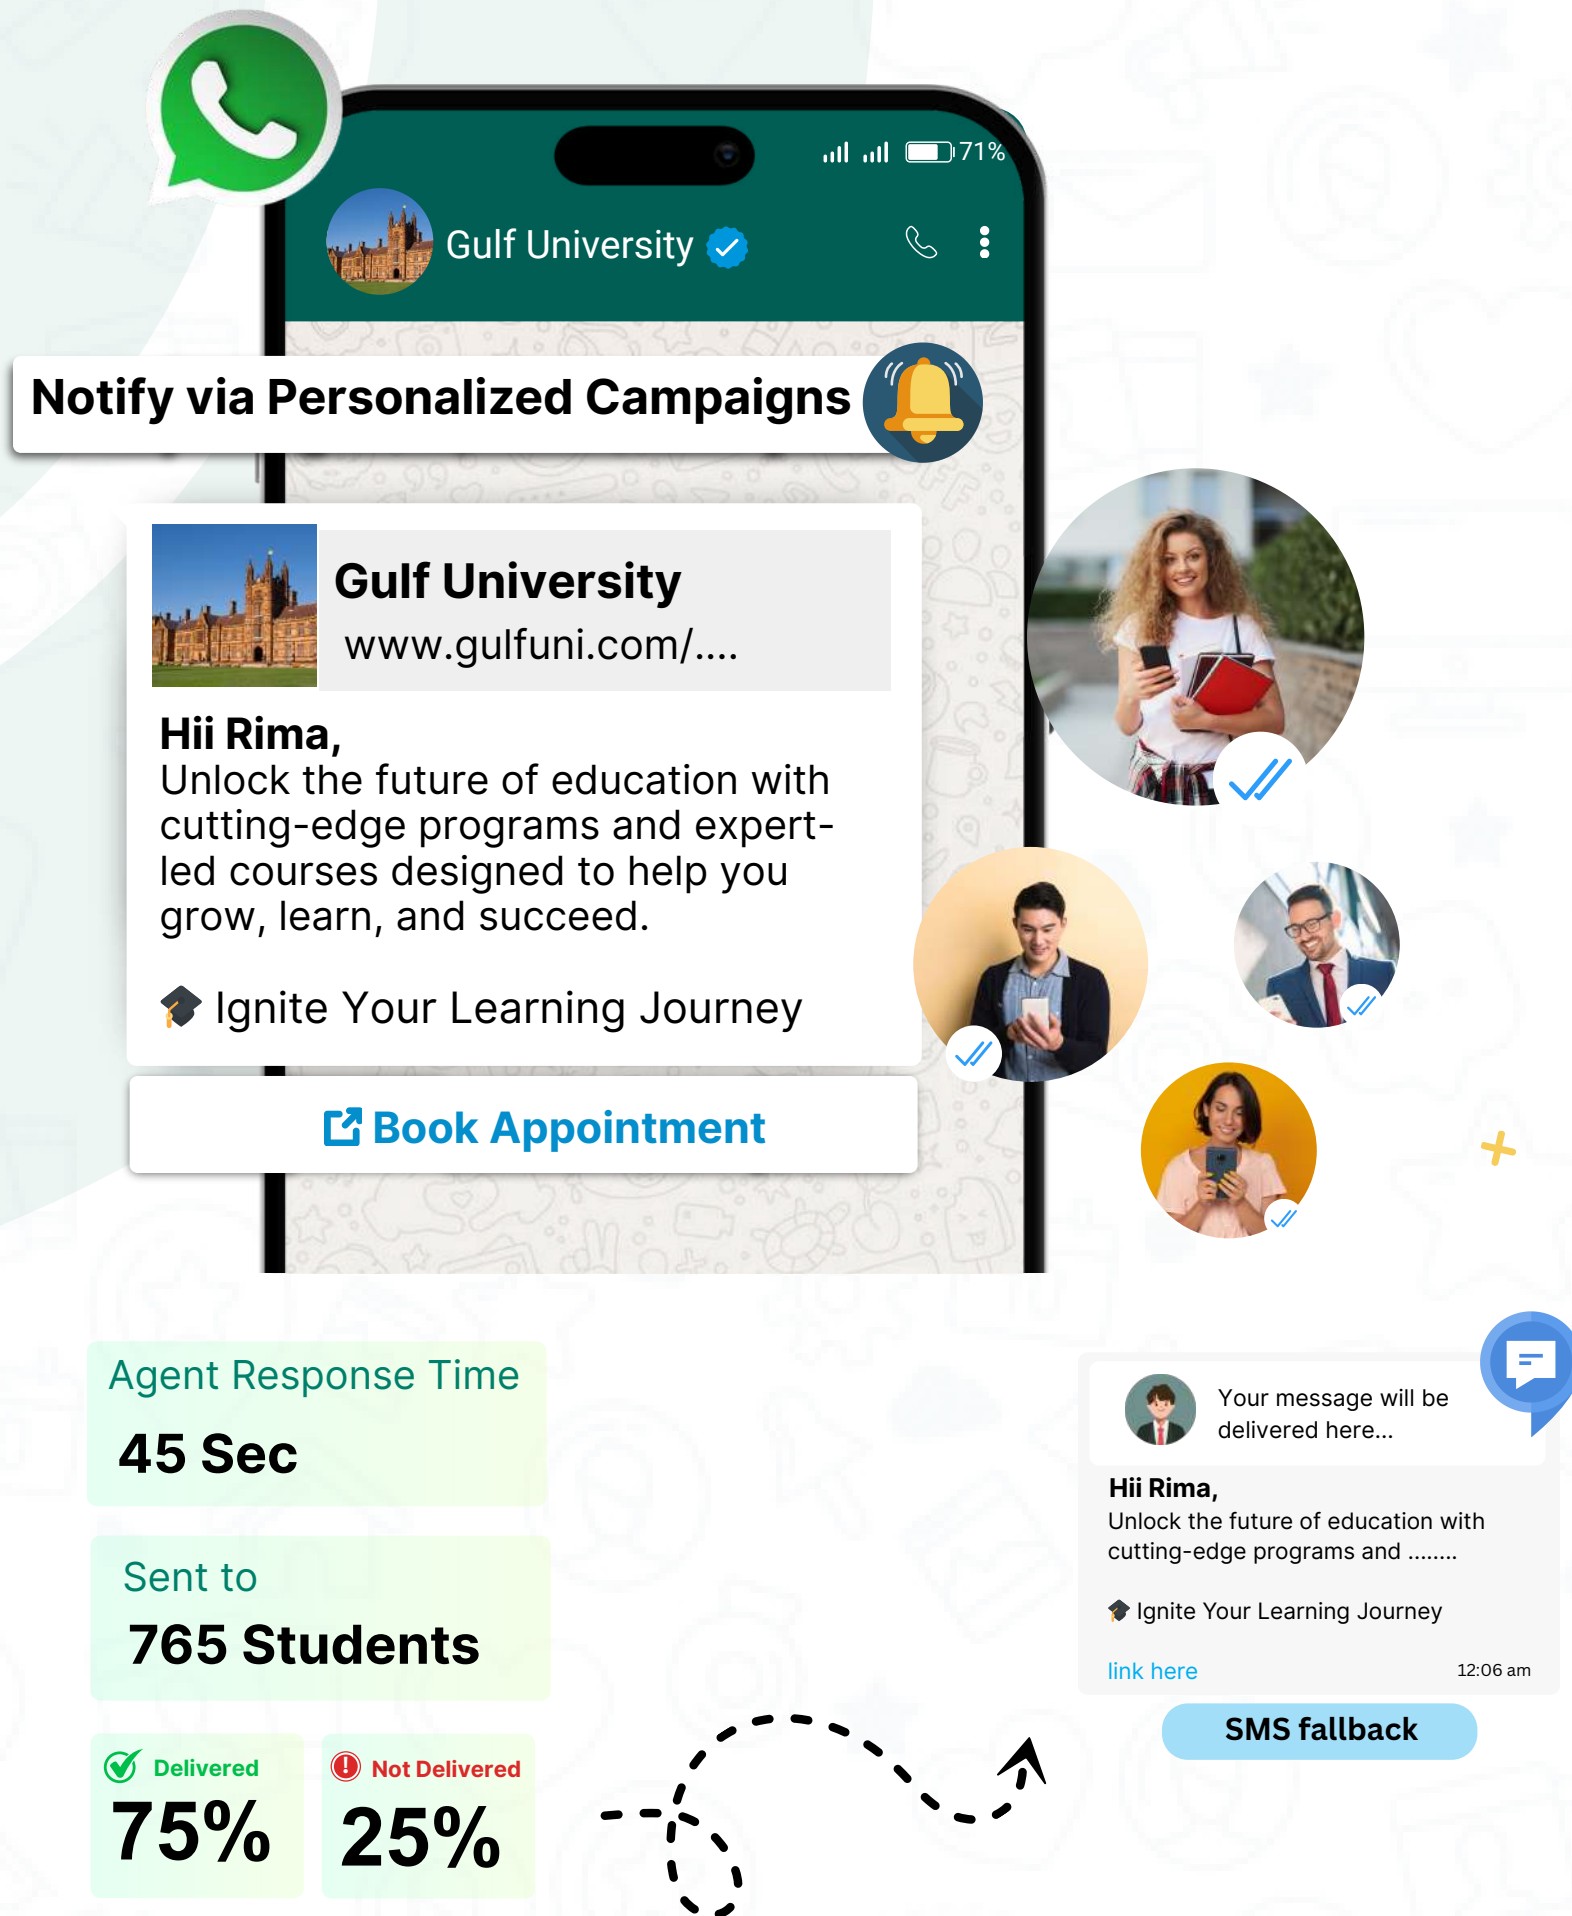 71%
Gulf University
Notify via Personalized Campaigns
Gulf University
www.gulfuni.com/....
Hii Rima,
Unlock the future of education with
cutting-edge programs and expert-
led courses designed to help you
grow, learn, and succeed.
🎓 Ignite Your Learning Journey
Book Appointment
Agent Response Time
45 Sec
Sent to
765 Students
Delivered
75%
Not Delivered
25%
Your message will be
delivered here...
Hii Rima,
Unlock the future of education with
cutting-edge programs and ........
🎓 Ignite Your Learning Journey
link here
12:06 am
SMS fallback